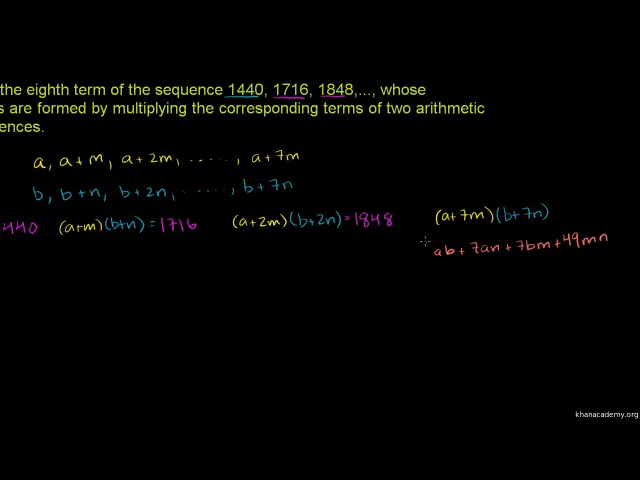 the eighth term of the sequence 1440, 1716, 1848,..., whose
s are formed by multiplying the corresponding terms of two arithmetic
ences.
a, a+m, a+2m, ......, a+7m
b, b+n, b+2n, ......, b+7n
440 (a+m)(b+n)=1716 (a+2m)(b+2n)=1848 (a+7m)(b+7n)
ab+7an+7bm+49mn
khanacademy.org